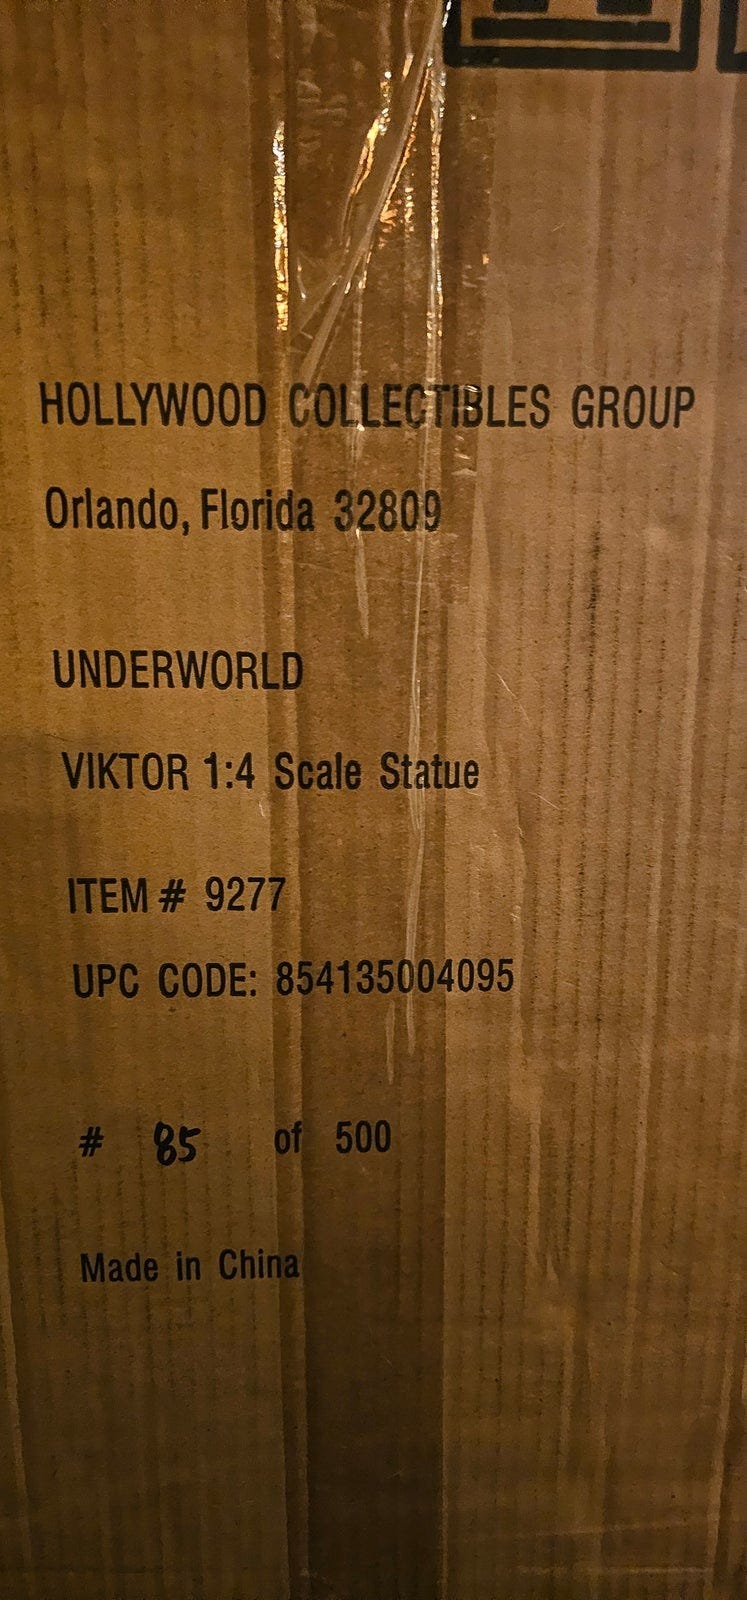 HOLLYWOOD COLLECTIBLES GROUP
Orlando, Florida 32809
UNDERWORLD
VIKTOR 1:4 Scale Statue
ITEM # 9277
UPC CODE: 854135004095
# 85 of 500
Made in China